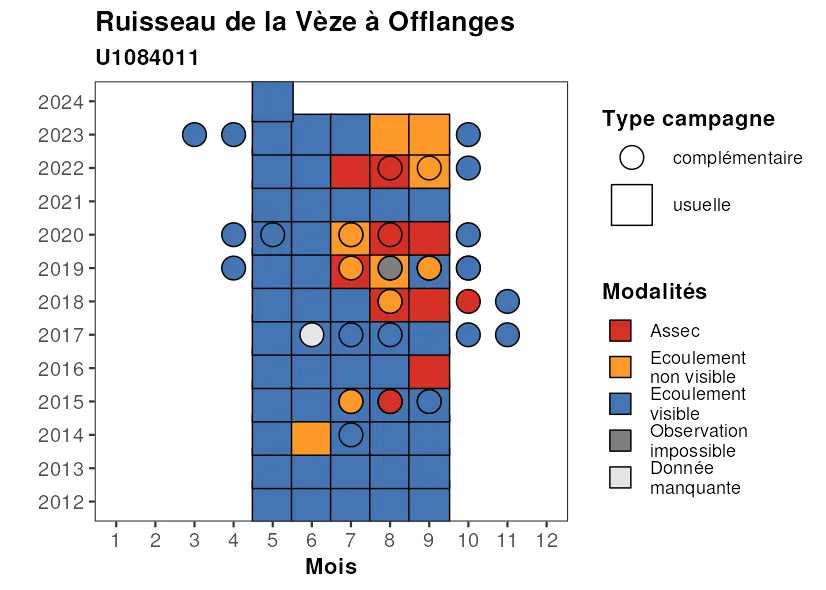 Ruisseau de la Vèze à Offlanges
U1084011
2024
2023
2022
2021
2020
2019
2018
2017
2016
2015
2014
2013
2012
1 2 3 4 5 6 7 8 9 10 11 12
Mois
Type campagne
complémentaire
usuelle
Modalités
Assec
Ecoulement
non visible
Ecoulement
visible
Observation
impossible
Donnée
manquante